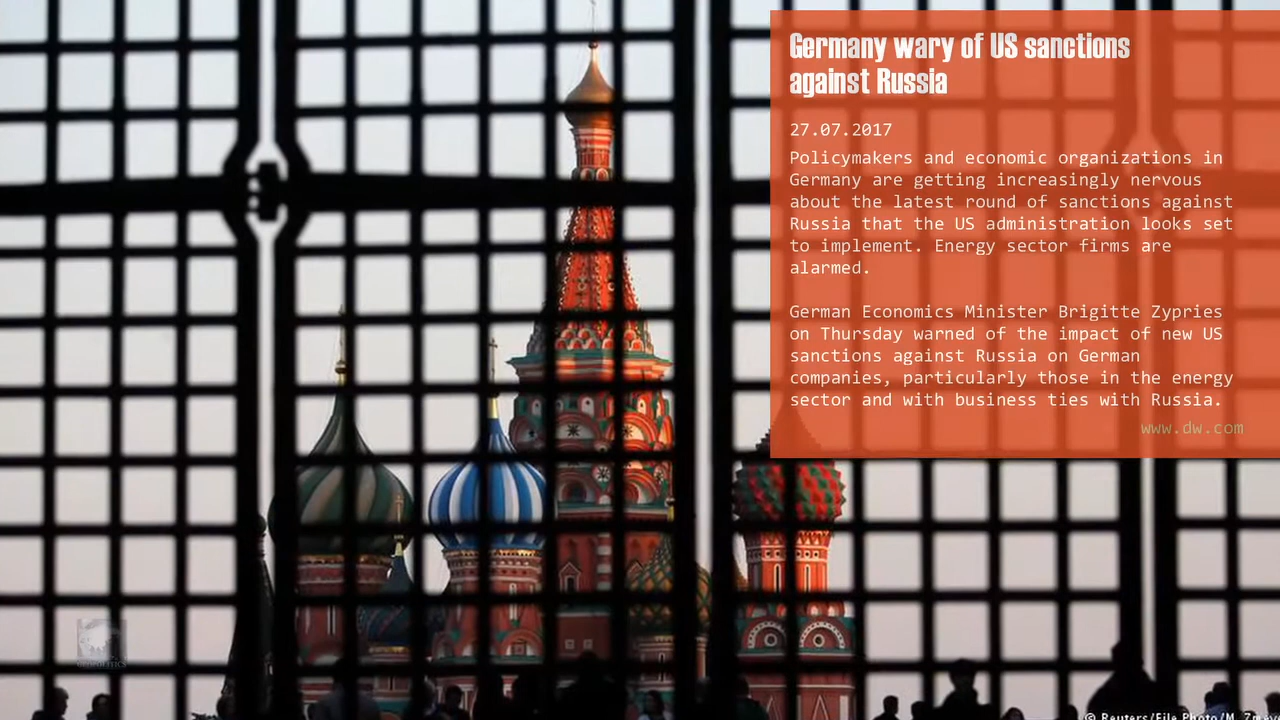 Germany wary of US sanctions
against Russia
27.07.2017
Policymakers and economic organizations in
Germany are getting increasingly nervous
about the latest round of sanctions against
Russia that the US administration looks set
to implement. Energy sector firms are
alarmed.
German Economics Minister Brigitte Zypries
on Thursday warned of the impact of new US
sanctions against Russia on German
companies, particularly those in the energy
sector and with business ties with Russia.
www.dw.com
GEOPOLITICS
© Reuters/File Photo/M.